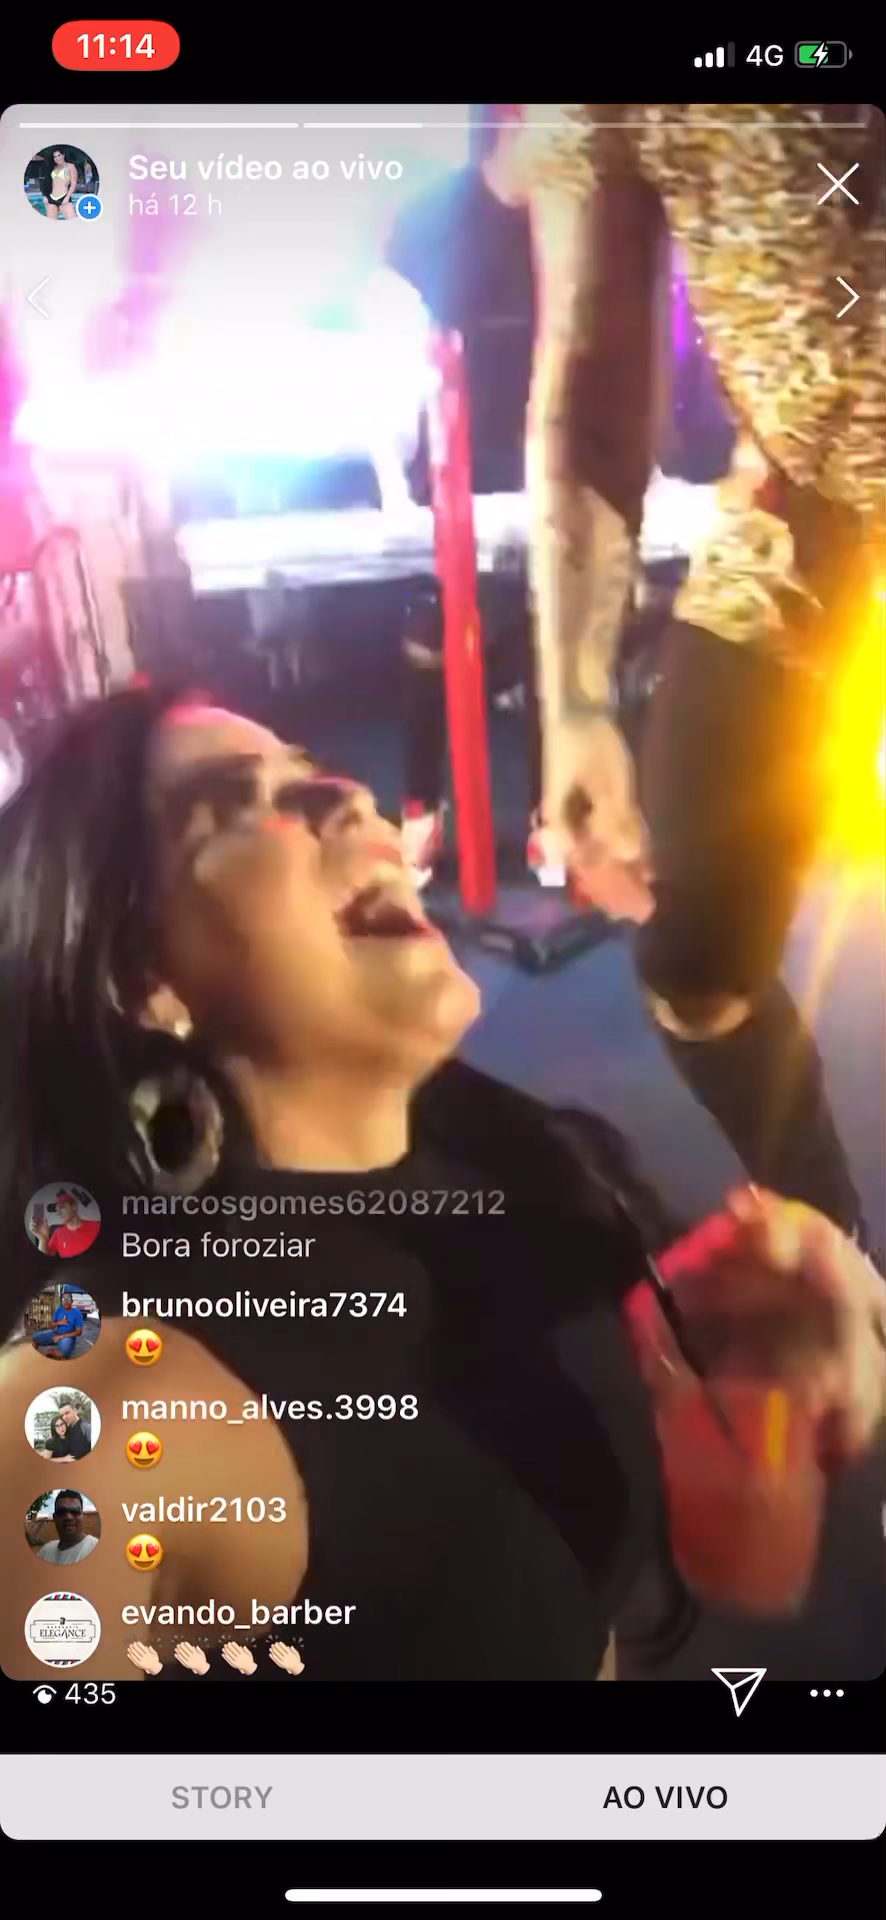 11:14
4G
Seu vídeo ao vivo
há 12 h
marcosgomes62087212
Bora foroziar
brunooliveira7374
😍
manno_alves.3998
😍
valdir2103
😍
ELEGANCE
evando_barber
👏🏻👏🏻👏🏻👏🏻
435
STORY
AO VIVO